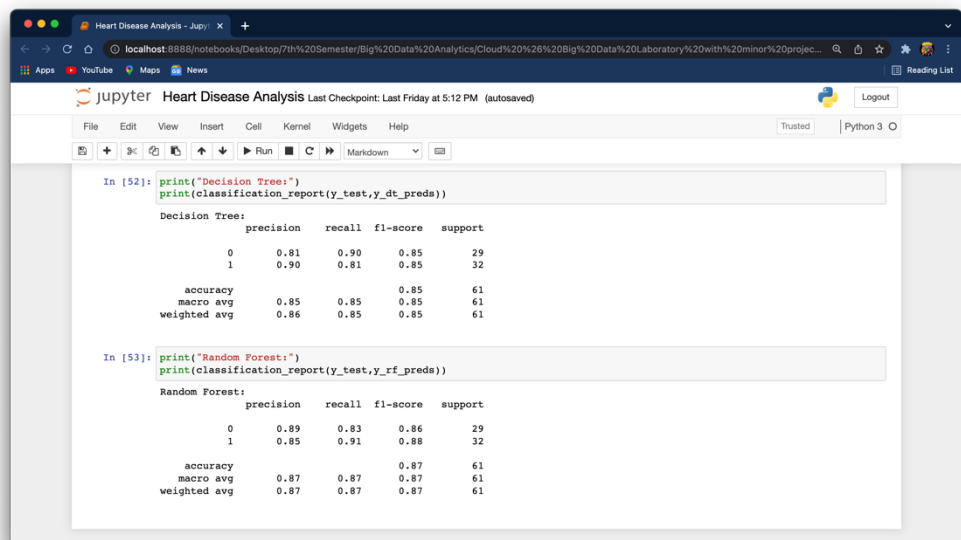 Heart Disease Analysis - Jupyt
localhost:8888/notebooks/Desktop/7th%20Semester/Big%20Data%20Analytics/Cloud%20%26%20Big%20Data%20Laboratory%20with%20minor%20projec...
Apps YouTube Maps News Reading List
jupyter Heart Disease Analysis Last Checkpoint: Last Friday at 5:12 PM (autosaved) Logout
File Edit View Insert Cell Kernel Widgets Help Trusted Python 3
Run Markdown
In [52]: print("Decision Tree:")
print(classification_report(y_test,y_dt_preds))
Decision Tree:
precision recall f1-score support
0 0.81 0.90 0.85 29
1 0.90 0.81 0.85 32
accuracy 0.85 61
macro avg 0.85 0.85 0.85 61
weighted avg 0.86 0.85 0.85 61
In [53]: print("Random Forest:")
print(classification_report(y_test,y_rf_preds))
Random Forest:
precision recall f1-score support
0 0.89 0.83 0.86 29
1 0.85 0.91 0.88 32
accuracy 0.87 61
macro avg 0.87 0.87 0.87 61
weighted avg 0.87 0.87 0.87 61